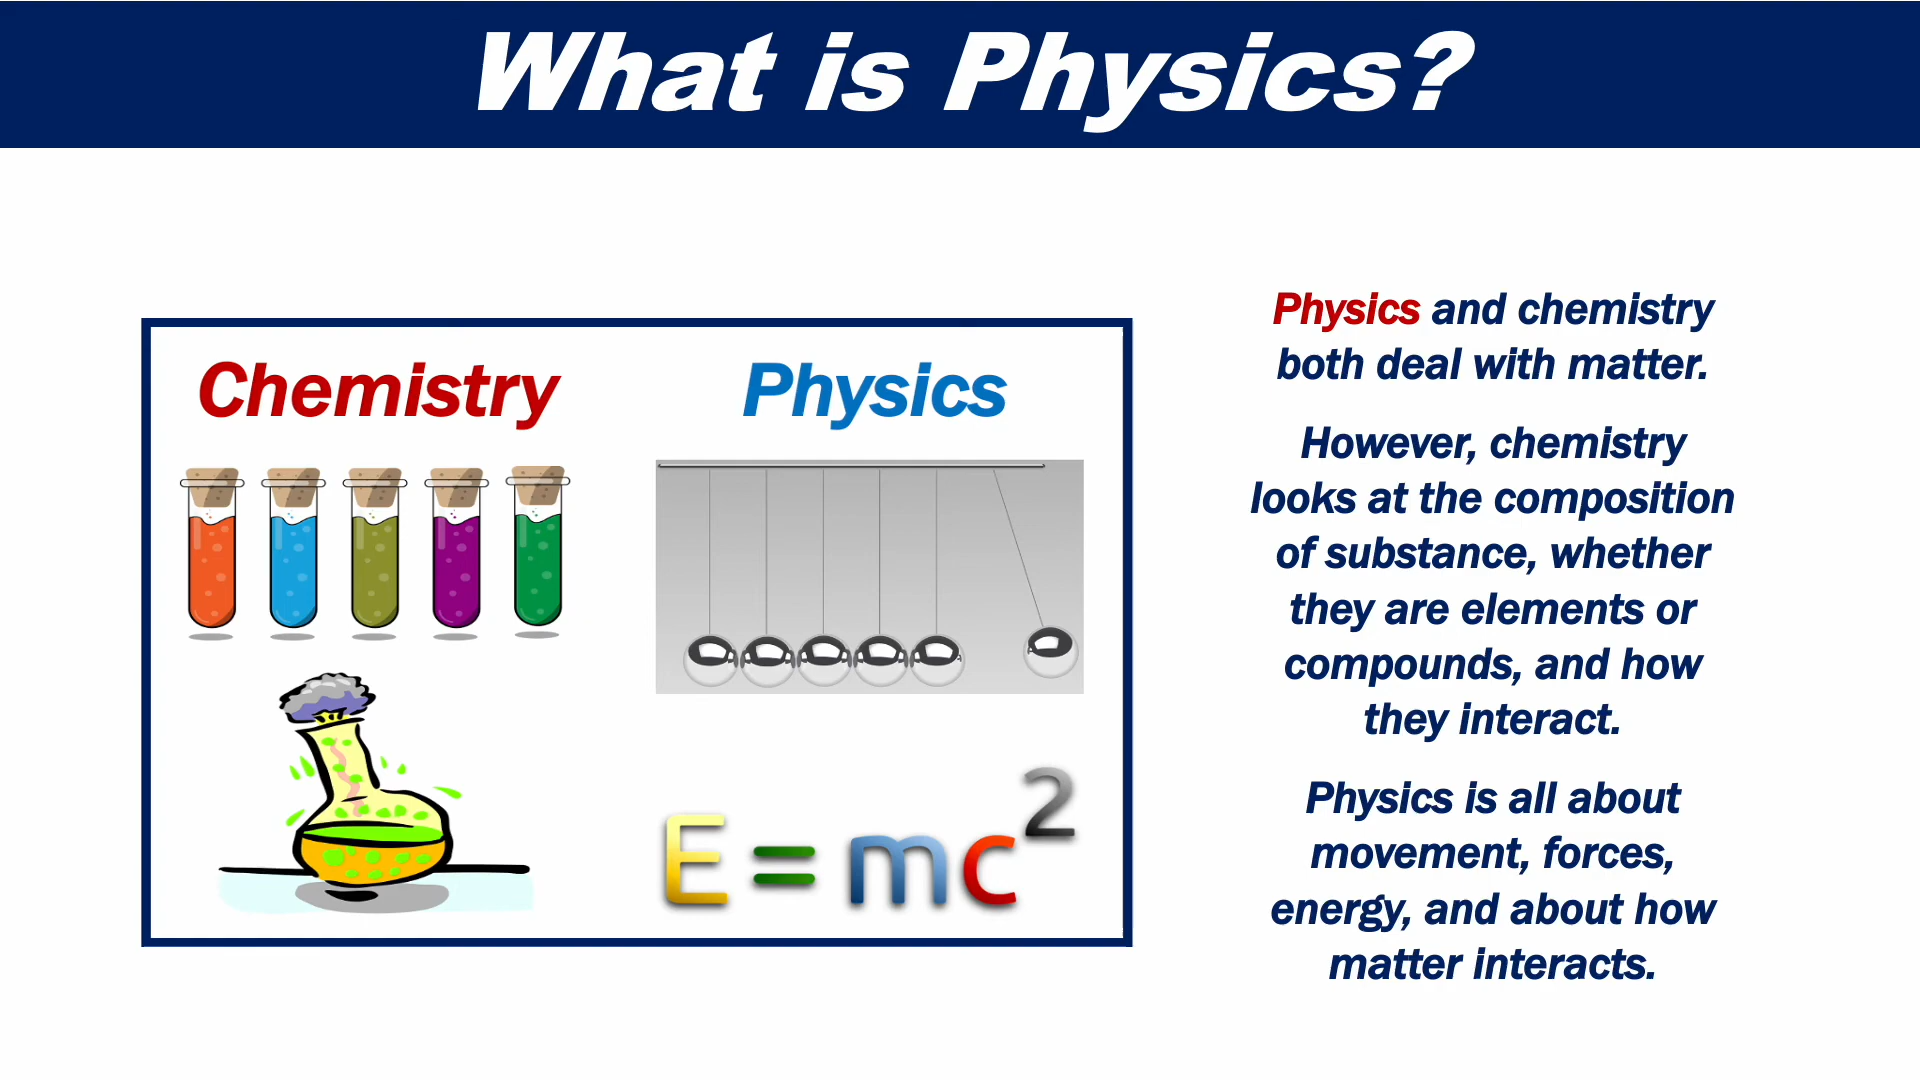 What is Physics?
Chemistry
Physics
E=mc²
Physics and chemistry
both deal with matter.
However, chemistry
looks at the composition
of substance, whether
they are elements or
compounds, and how
they interact.
Physics is all about
movement, forces,
energy, and about how
matter interacts.